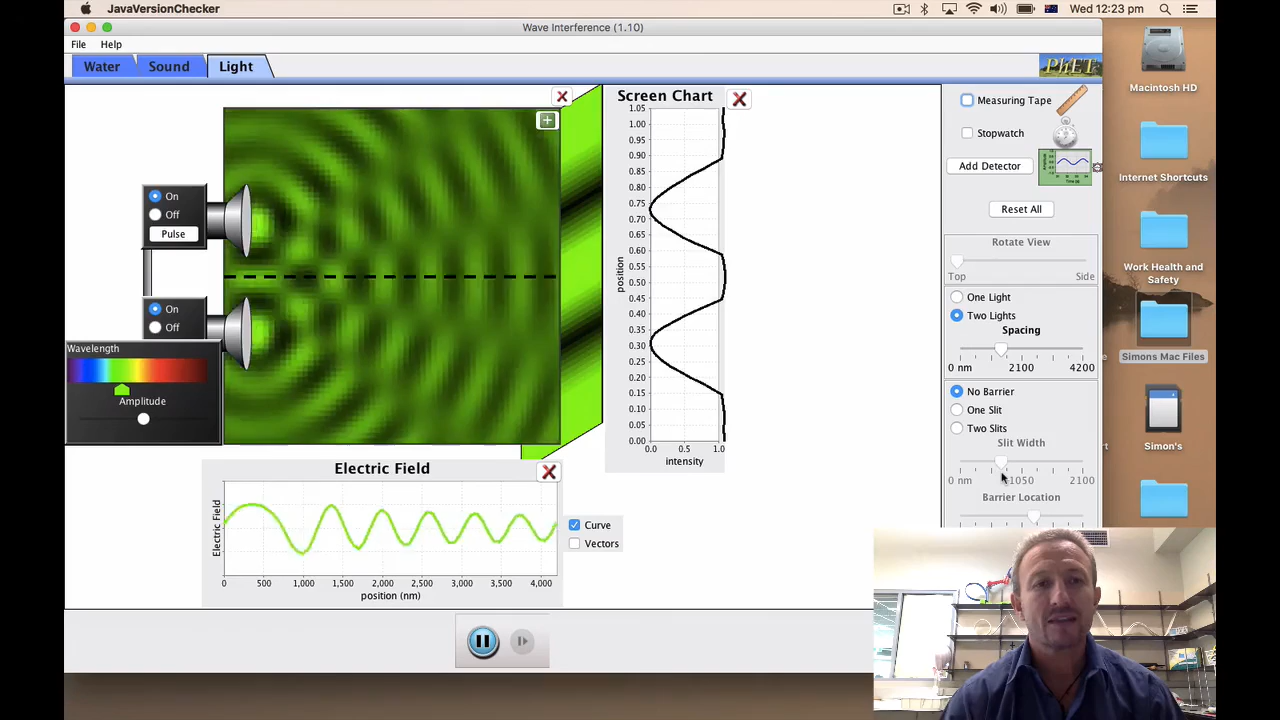 JavaVersionChecker
Wed 12:23 pm
Wave Interference (1.10)
File Help
Water Sound Light
PhET
Macintosh HD
Internet Shortcuts
Work Health and
Safety
Simons Mac Files
Simon's
Screen Chart
1.05
1.00
0.95
0.90
0.85
0.80
0.75
0.70
0.65
0.60
0.55
0.50
0.45
0.40
0.35
0.30
0.25
0.20
0.15
0.10
0.05
0.00
position
0.0 0.5 1.0
intensity
On
Off
Pulse
On
Off
Wavelength
Amplitude
Electric Field
Electric Field
0 500 1,000 1,500 2,000 2,500 3,000 3,500 4,000
position (nm)
Curve
Vectors
Measuring Tape
Stopwatch
Add Detector
Reset All
Rotate View
Top Side
One Light
Two Lights
Spacing
0 nm 2100 4200
No Barrier
One Slit
Two Slits
Slit Width
0 nm 1050 2100
Barrier Location